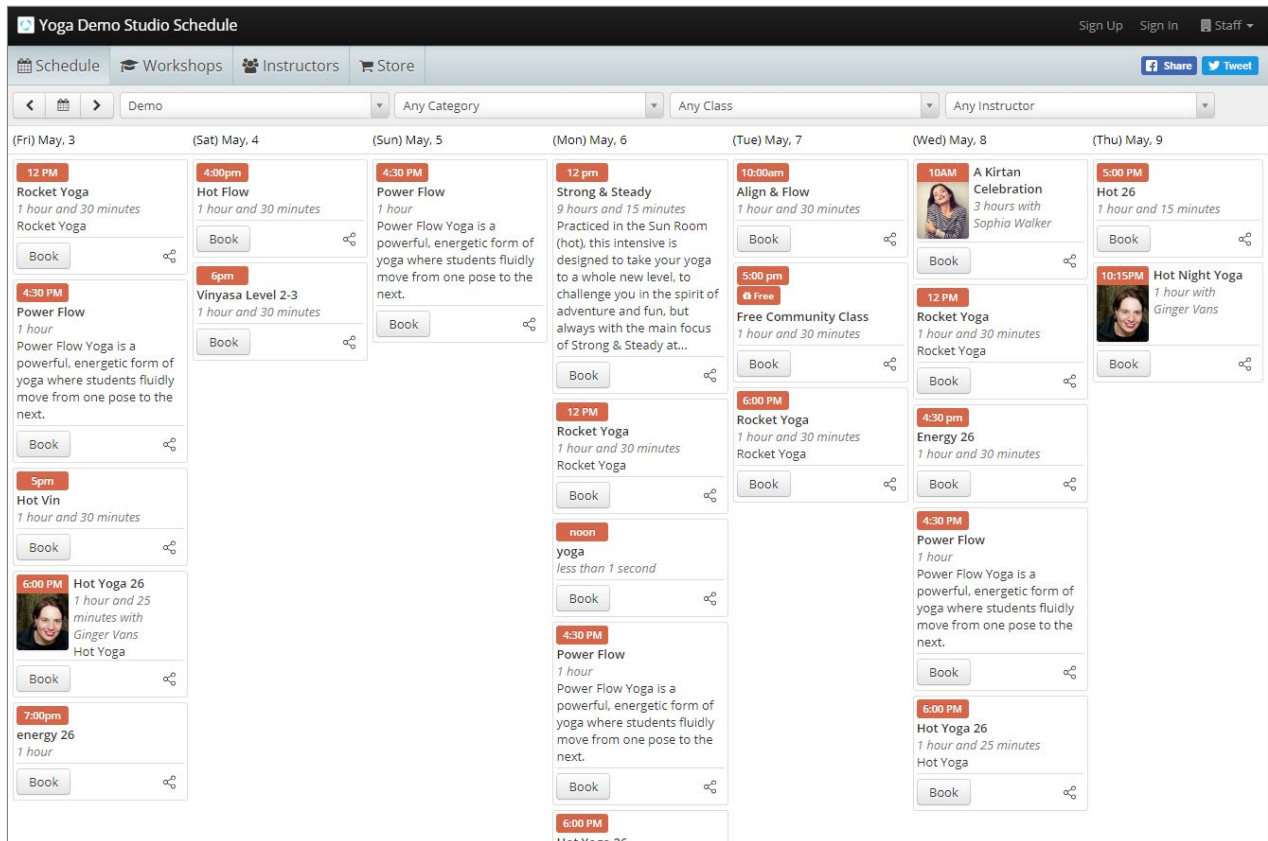 Yoga Demo Studio Schedule
Sign Up Sign In Staff
Schedule Workshops Instructors Store
Share Tweet
Demo Any Category Any Class Any Instructor
(Fri) May, 3
12 PM
Rocket Yoga
1 hour and 30 minutes
Rocket Yoga
Book
4:30 PM
Power Flow
1 hour
Power Flow Yoga is a
powerful, energetic form of
yoga where students fluidly
move from one pose to the
next.
Book
5pm
Hot Vin
1 hour and 30 minutes
Book
6:00 PM
Hot Yoga 26
1 hour and 25
minutes with
Ginger Vans
Hot Yoga
Book
7:00pm
energy 26
1 hour
Book
(Sat) May, 4
4:00pm
Hot Flow
1 hour and 30 minutes
Book
6pm
Vinyasa Level 2-3
1 hour and 30 minutes
Book
(Sun) May, 5
4:30 PM
Power Flow
1 hour
Power Flow Yoga is a
powerful, energetic form of
yoga where students fluidly
move from one pose to the
next.
Book
(Mon) May, 6
12 pm
Strong & Steady
9 hours and 15 minutes
Practiced in the Sun Room
(hot), this intensive is
designed to take your yoga
to a whole new level, to
challenge you in the spirit of
adventure and fun, but
always with the main focus
of Strong & Steady at...
Book
12 PM
Rocket Yoga
1 hour and 30 minutes
Rocket Yoga
Book
noon
yoga
less than 1 second
Book
4:30 PM
Power Flow
1 hour
Power Flow Yoga is a
powerful, energetic form of
yoga where students fluidly
move from one pose to the
next.
Book
6:00 PM
Hot Yoga 26
(Tue) May, 7
10:00am
Align & Flow
1 hour and 30 minutes
Book
5:00 pm
Free
Free Community Class
1 hour and 30 minutes
Book
6:00 PM
Rocket Yoga
1 hour and 30 minutes
Rocket Yoga
Book
(Wed) May, 8
10AM
A Kirtan
Celebration
3 hours with
Sophia Walker
Book
12 PM
Rocket Yoga
1 hour and 30 minutes
Rocket Yoga
Book
4:30 pm
Energy 26
1 hour and 30 minutes
Book
4:30 PM
Power Flow
1 hour
Power Flow Yoga is a
powerful, energetic form of
yoga where students fluidly
move from one pose to the
next.
Book
6:00 PM
Hot Yoga 26
1 hour and 25 minutes
Hot Yoga
Book
(Thu) May, 9
5:00 PM
Hot 26
1 hour and 15 minutes
Book
10:15PM
Hot Night Yoga
1 hour with
Ginger Vans
Book